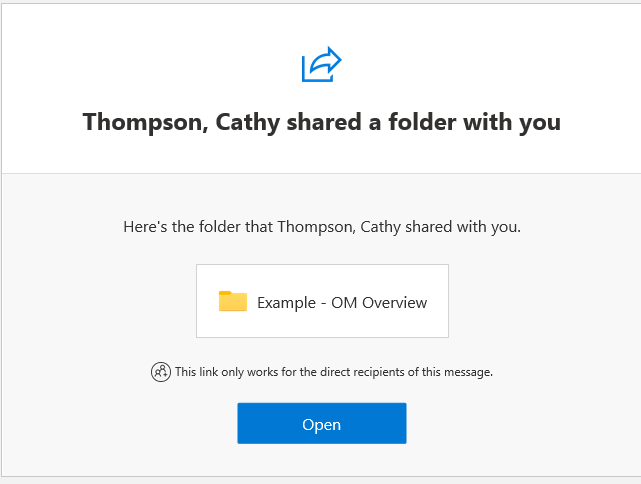 Thompson, Cathy shared a folder with you
Here's the folder that Thompson, Cathy shared with you.
Example - OM Overview
This link only works for the direct recipients of this message.
Open